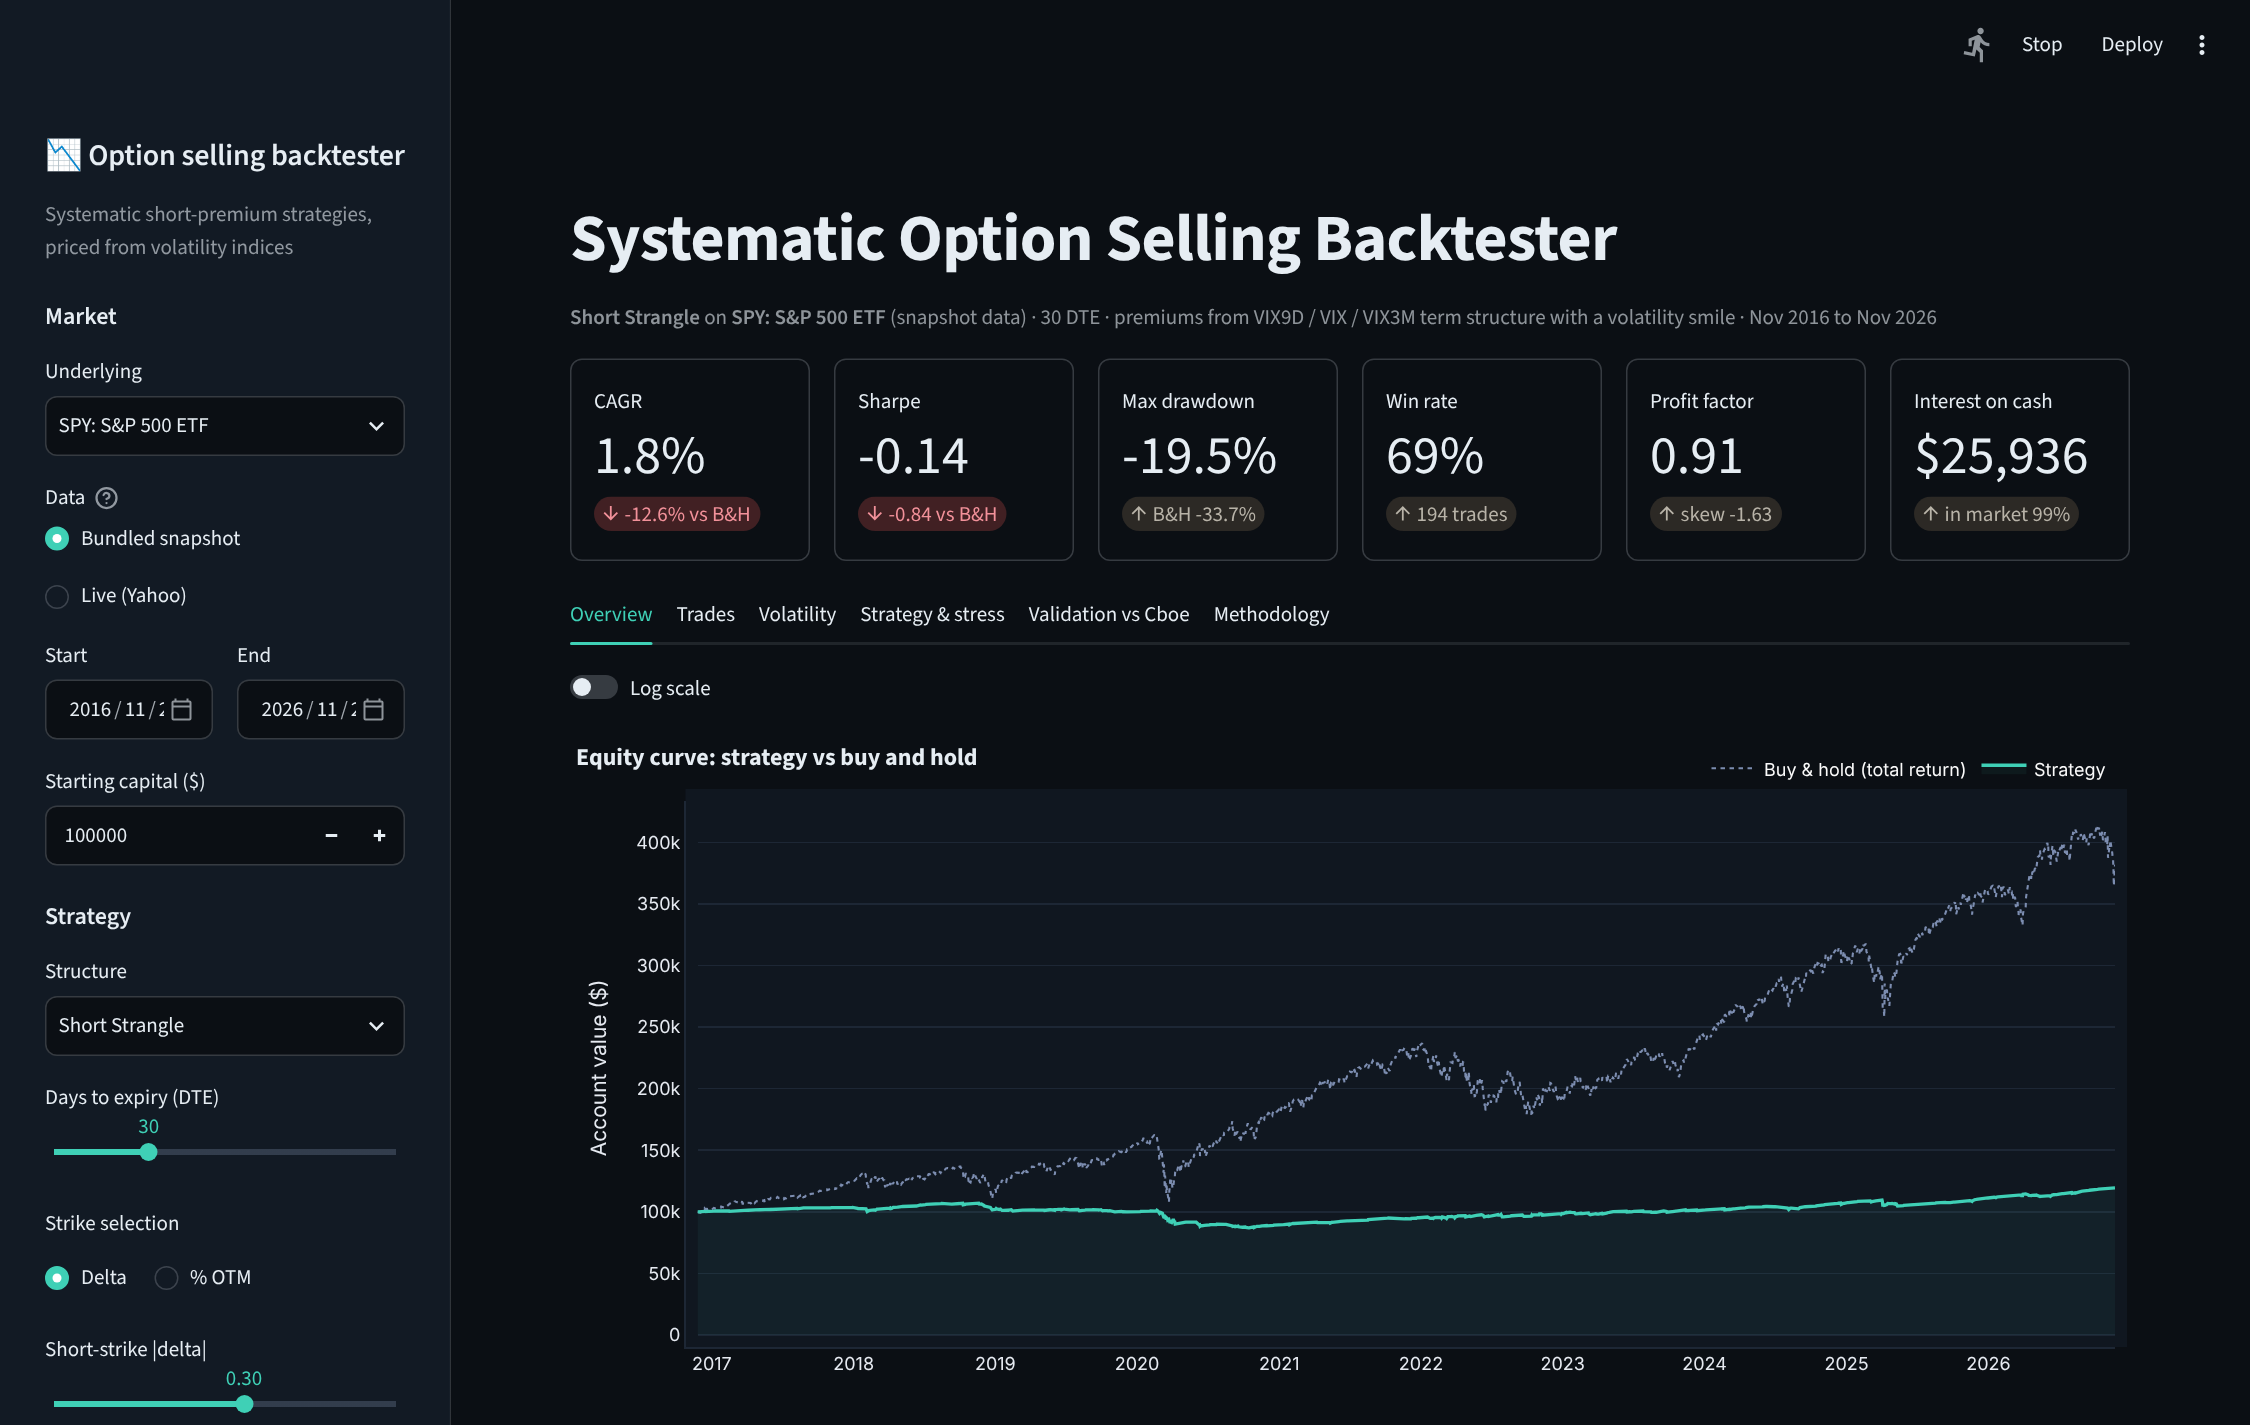 Stop
Deploy
Option selling backtester
Systematic short-premium strategies,
priced from volatility indices
Market
Underlying
SPY: S&P 500 ETF
Data
Bundled snapshot
Live (Yahoo)
Start
End
2016/11/
2026/11/
Starting capital ($)
100000
Strategy
Structure
Short Strangle
Days to expiry (DTE)
30
Strike selection
Delta
% OTM
Short-strike |delta|
0.30
Systematic Option Selling Backtester
Short Strangle on SPY: S&P 500 ETF (snapshot data) · 30 DTE · premiums from VIX9D / VIX / VIX3M term structure with a volatility smile · Nov 2016 to Nov 2026
CAGR
1.8%
↓ -12.6% vs B&H
Sharpe
-0.14
↓ -0.84 vs B&H
Max drawdown
-19.5%
↑ B&H -33.7%
Win rate
69%
↑ 194 trades
Profit factor
0.91
↑ skew -1.63
Interest on cash
$25,936
↑ in market 99%
Overview
Trades
Volatility
Strategy & stress
Validation vs Cboe
Methodology
Log scale
Equity curve: strategy vs buy and hold
Buy & hold (total return)
Strategy
Account value ($)
400k
350k
300k
250k
200k
150k
100k
50k
0
2017
2018
2019
2020
2021
2022
2023
2024
2025
2026